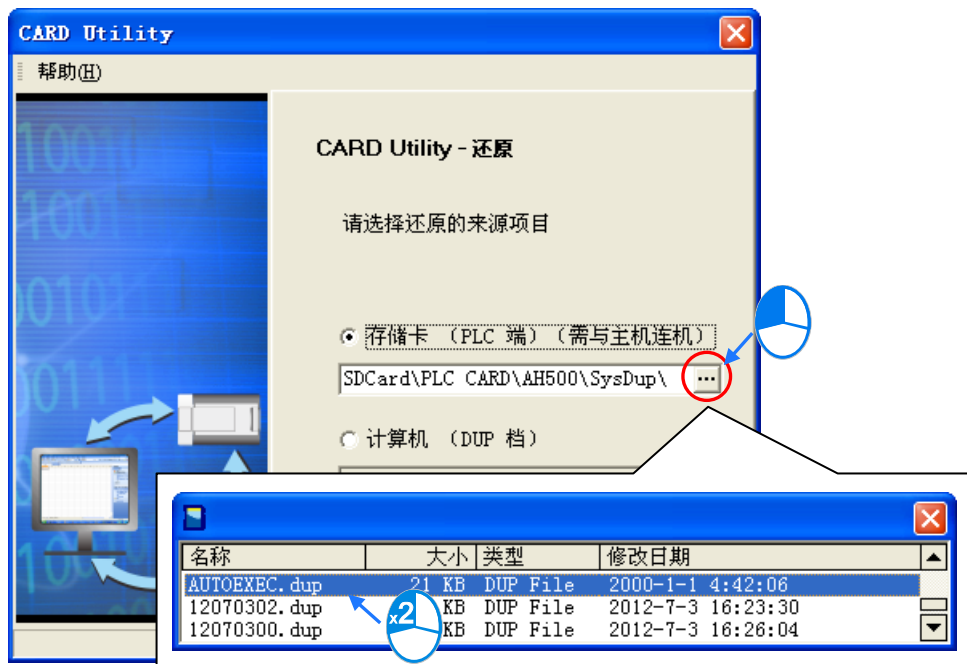 CARD Utility
帮助(H)
CARD Utility - 还原
请选择还原的来源项目
存储卡 （PLC 端）（需与主机连机）
SDCard\PLC CARD\AH500\SysDup\ ...
计算机 （DUP 档）
名称 大小 类型 修改日期
AUTOEXEC.dup 21 KB DUP File 2000-1-1 4:42:06
12070302.dup KB DUP File 2012-7-3 16:23:30
12070300.dup KB DUP File 2012-7-3 16:26:04
x2